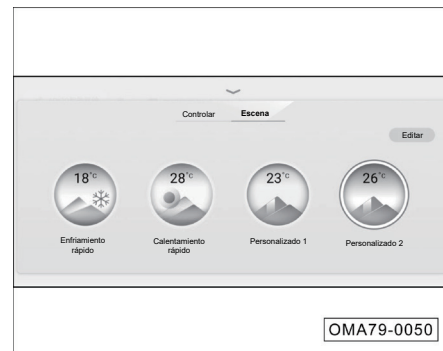 Controlar Escena
Editar
18°c 28°c 23°c 26°c
Enfriamiento Calentamiento Personalizado 1 Personalizado 2
rápido rápido
OMA79-0050